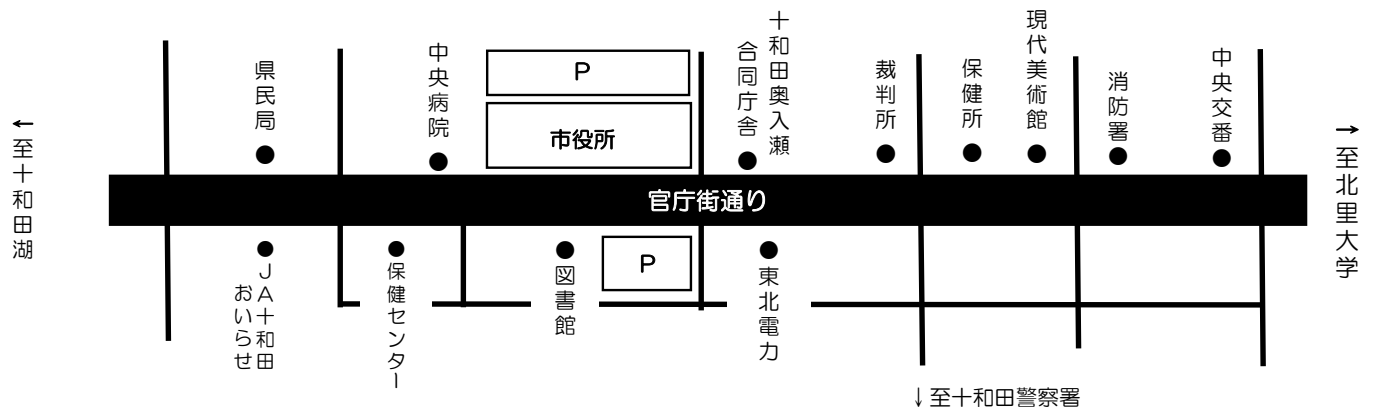 ←至十和田湖
県民局
中央病院
P
市役所
十和田奥入瀬
合同庁舎
裁判所
保健所
現代美術館
消防署
中央交番
→至北里大学
官庁街通り
JA十和田
おいらせ
保健センター
図書館
P
東北電力
↓至十和田警察署